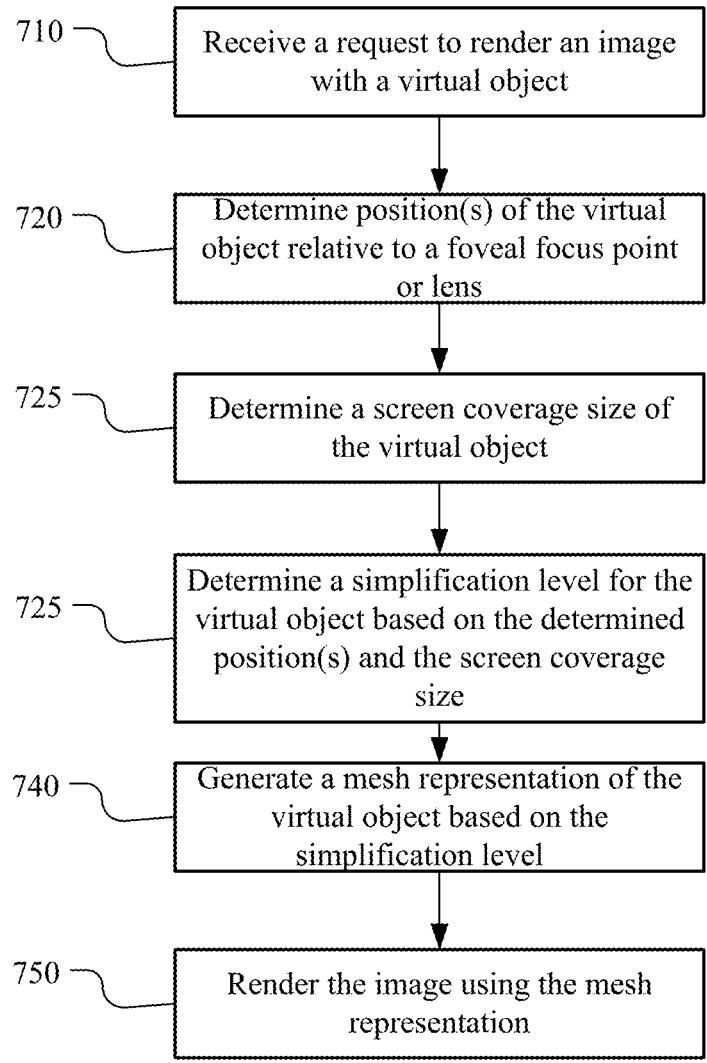 710
Receive a request to render an image
with a virtual object
720
Determine position(s) of the virtual
object relative to a foveal focus point
or lens
725
Determine a screen coverage size of
the virtual object
725
Determine a simplification level for the
virtual object based on the determined
position(s) and the screen coverage
size
740
Generate a mesh representation of the
virtual object based on the
simplification level
750
Render the image using the mesh
representation